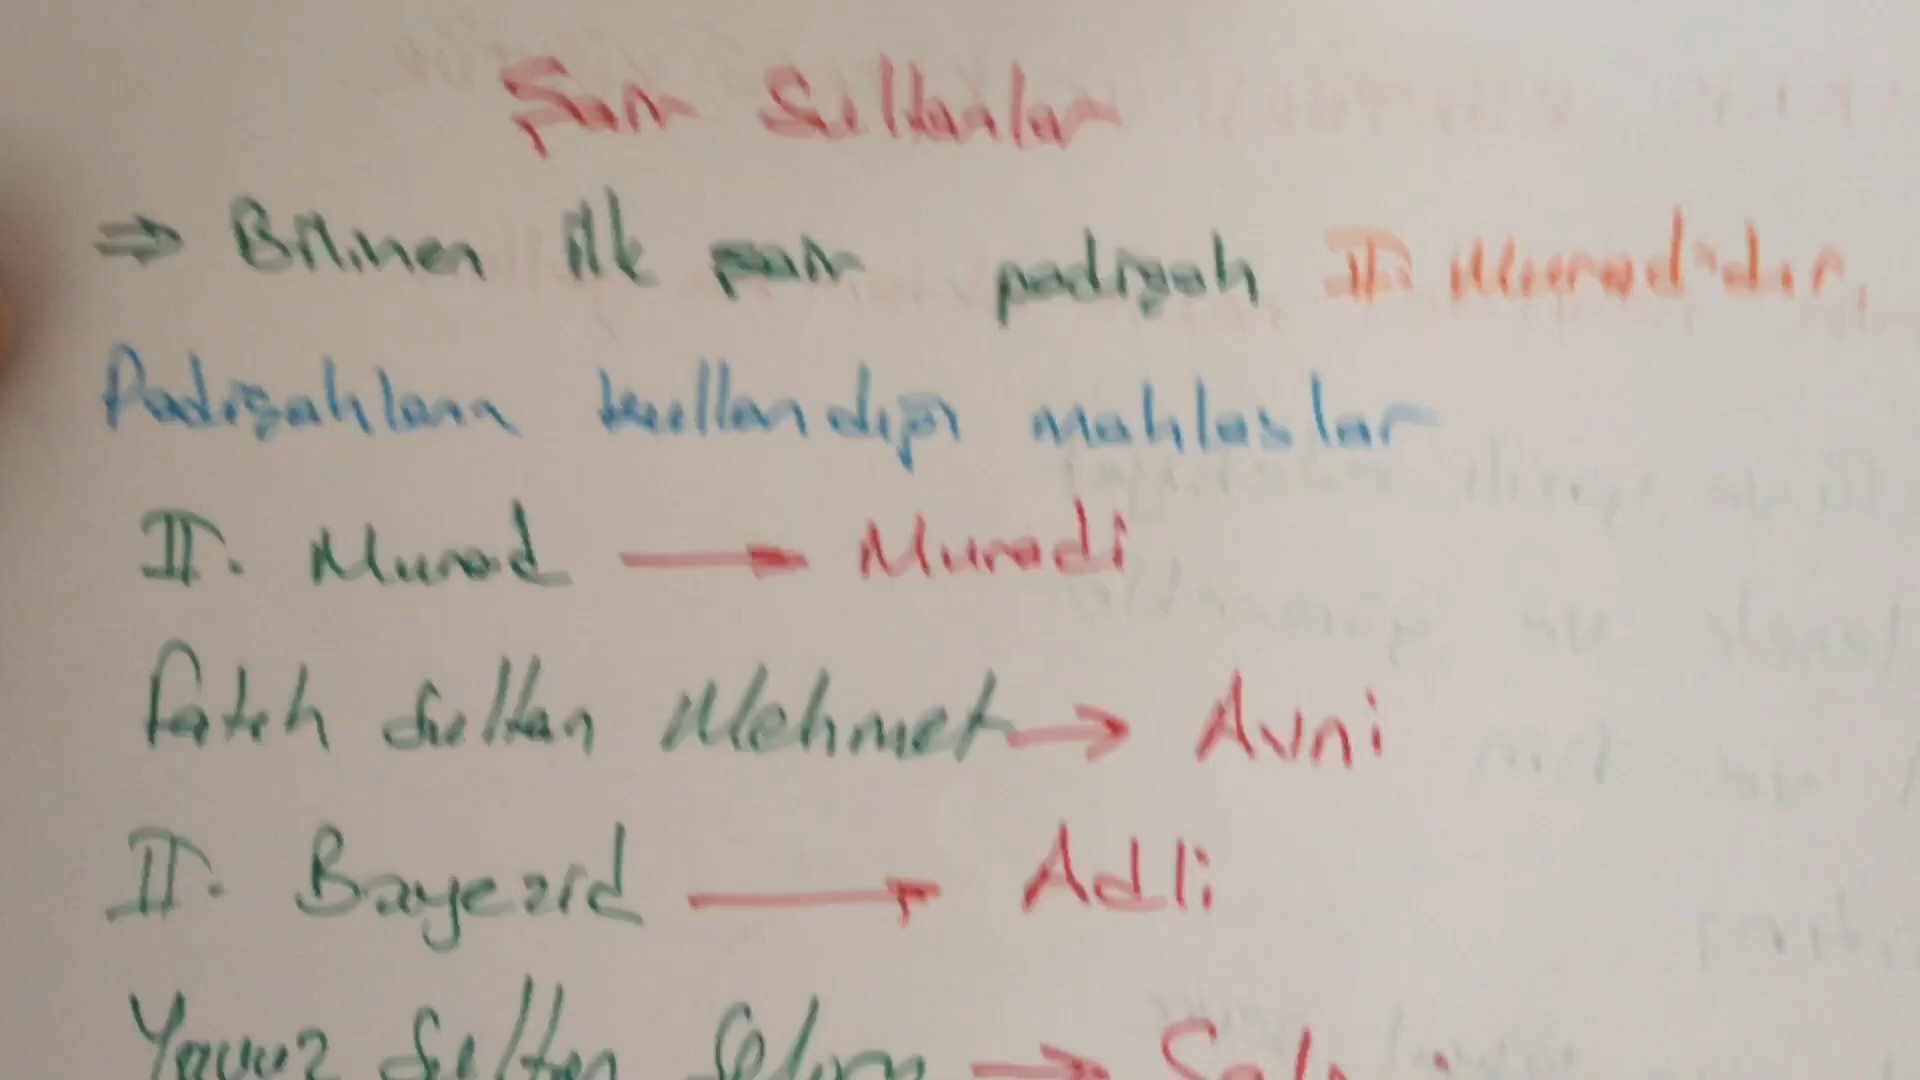 Şair Sultanlar
⇒ Bilinen ilk şair padişah II. Murad'dır.
Padişahların kullandığı mahlaslar
II. Murad → Muradi
Fatih Sultan Mehmet → Avni
II. Bayezid → Adli
Yavuz Sultan Selim →